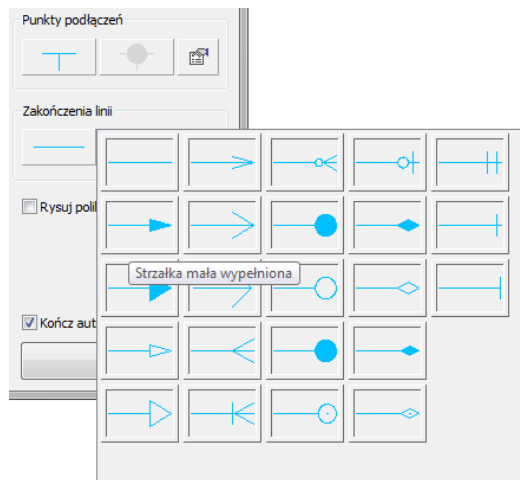 Punkty podłączeń
Zakończenia linii
Rysuj poli
Strzałka mała wypełniona
Kończ aut